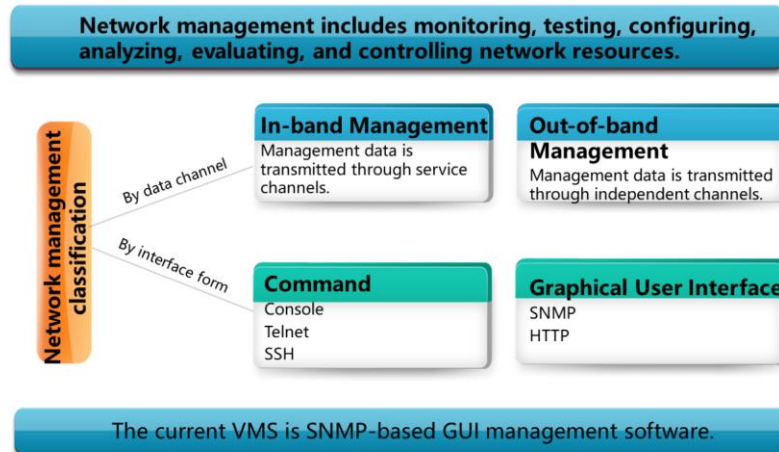 Network management includes monitoring, testing, configuring,
analyzing, evaluating, and controlling network resources.
Network management
classification
By data channel
By interface form
In-band Management
Management data is
transmitted through service
channels.
Out-of-band
Management
Management data is transmitted
through independent channels.
Command
Console
Telnet
SSH
Graphical User Interface
SNMP
HTTP
The current VMS is SNMP-based GUI management software.